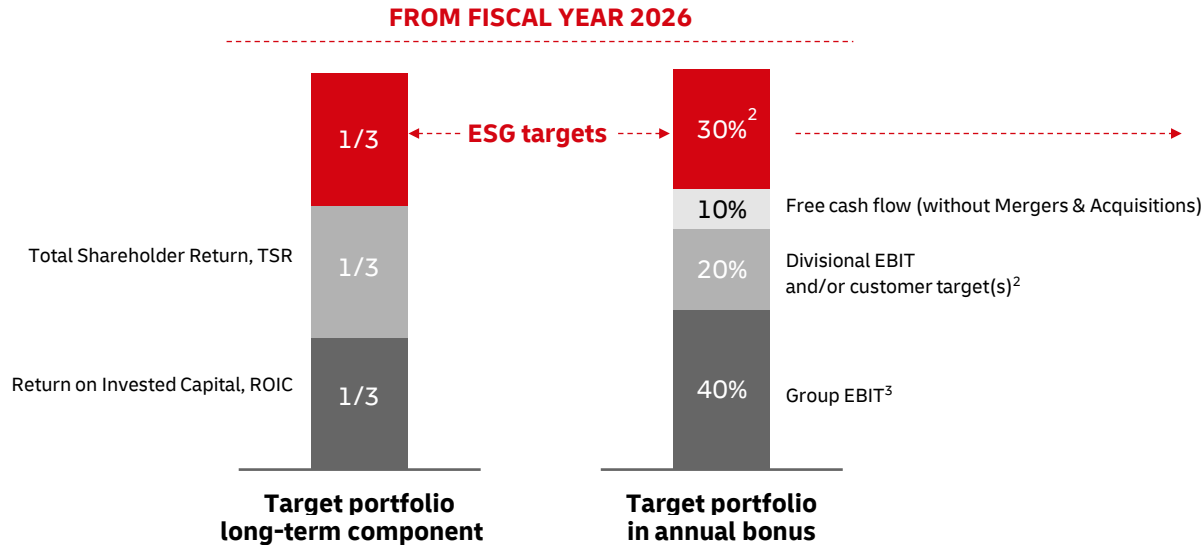 FROM FISCAL YEAR 2026
1/3
ESG targets
30%2
10%
Free cash flow (without Mergers & Acquisitions)
Total Shareholder Return, TSR
1/3
20%
Divisional EBIT
and/or customer target(s)2
Return on Invested Capital, ROIC
1/3
40%
Group EBIT3
Target portfolio
long-term component
Target portfolio
in annual bonus